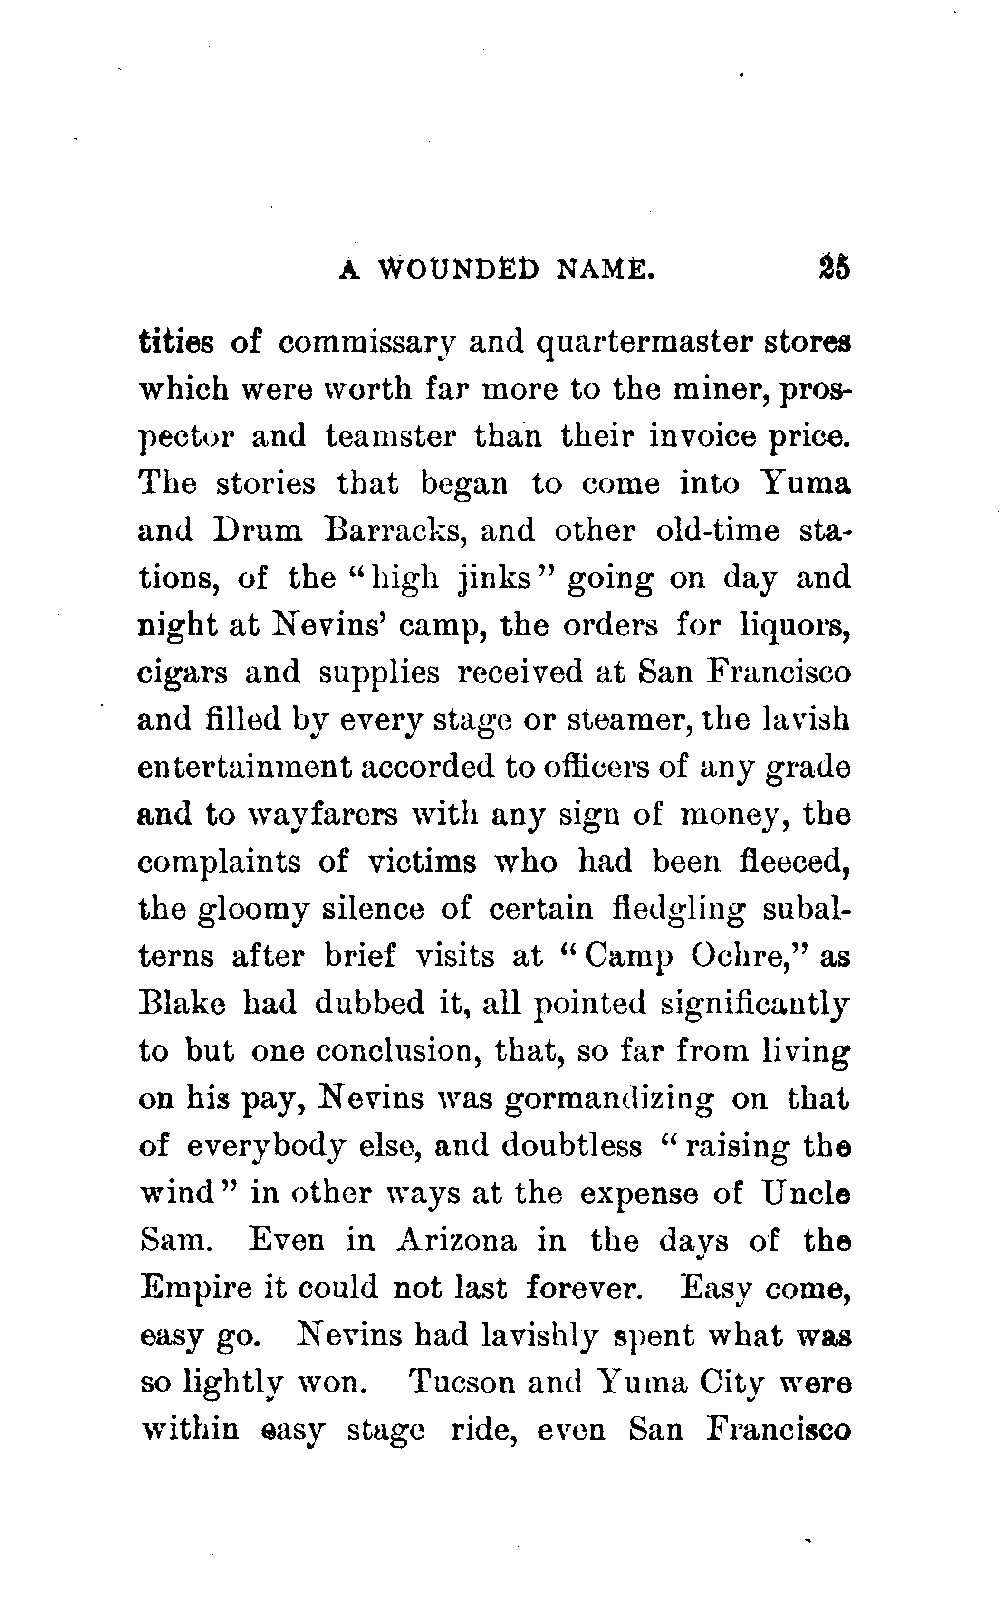 A WOUNDED NAME. 25
tities of commissary and quartermaster stores
which were worth far more to the miner, pros-
pector and teamster than their invoice price.
The stories that began to come into Yuma
and Drum Barracks, and other old-time sta-
tions, of the “high jinks” going on day and
night at Nevins’ camp, the orders for liquors,
cigars and supplies received at San Francisco
and filled by every stage or steamer, the lavish
entertainment accorded to officers of any grade
and to wayfarers with any sign of money, the
complaints of victims who had been fleeced,
the gloomy silence of certain fledgling subal-
terns after brief visits at “Camp Ochre,” as
Blake had dubbed it, all pointed significantly
to but one conclusion, that, so far from living
on his pay, Nevins was gormandizing on that
of everybody else, and doubtless “raising the
wind” in other ways at the expense of Uncle
Sam. Even in Arizona in the days of the
Empire it could not last forever. Easy come,
easy go. Nevins had lavishly spent what was
so lightly won. Tucson and Yuma City were
within easy stage ride, even San Francisco